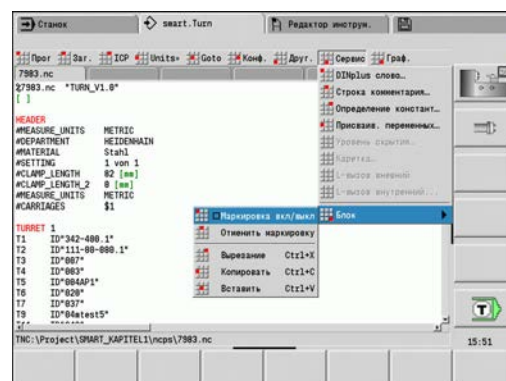 Станок
smart.Turn
Редактор инструм.
Прог Заг. ICP Units» Goto Конф. Друг. Сервис Граф.
7983.nc
27983.nc "TURN_V1.0"
[ ]
HEADER
#MEASURE_UNITS METRIC
#DEPARTMENT HEIDENHAIN
#MATERIAL Stahl
#SETTING 1 von 1
#CLAMP_LENGTH 82 [mm]
#CLAMP_LENGTH_2 0 [mm]
#MEASURE_UNITS METRIC
#CARRIAGES $1
TURRET 1
T1 ID"342-400.1"
T2 ID"111-80-080.1"
T3 ID"007"
T4 ID"003"
T5 ID"004AP1"
T6 ID"020"
T7 ID"037"
T9 ID"04mtest5"
DINplus слово...
Строка комментария...
Определение констант...
Присваив. переменных...
Уровень скрытия...
Каретка...
L-вызов внешний
L-вызов внутренний...
Блок
Маркировка вкл/выкл
Отменить маркировку
Вырезание Ctrl+X
Копировать Ctrl+C
Вставить Ctrl+V
TNC:\Project\SMART_KAPITEL1\ncps\7983.nc
T
15:51